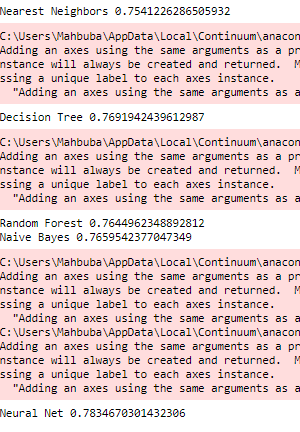 Nearest Neighbors 0.7541226286505932
C:\Users\Mahbuba\AppData\Local\Continuum\anacon
Adding an axes using the same arguments as a pr
nstance will always be created and returned.  M
ssing a unique label to each axes instance.
  "Adding an axes using the same arguments as a
Decision Tree 0.7691942439612987
C:\Users\Mahbuba\AppData\Local\Continuum\anacon
Adding an axes using the same arguments as a pr
nstance will always be created and returned.  M
ssing a unique label to each axes instance.
  "Adding an axes using the same arguments as a
Random Forest 0.7644962348892812
Naive Bayes 0.7659542377047349
C:\Users\Mahbuba\AppData\Local\Continuum\anacon
Adding an axes using the same arguments as a pr
nstance will always be created and returned.  M
ssing a unique label to each axes instance.
  "Adding an axes using the same arguments as a
C:\Users\Mahbuba\AppData\Local\Continuum\anacon
Adding an axes using the same arguments as a pr
nstance will always be created and returned.  M
ssing a unique label to each axes instance.
  "Adding an axes using the same arguments as a
Neural Net 0.7834670301432306